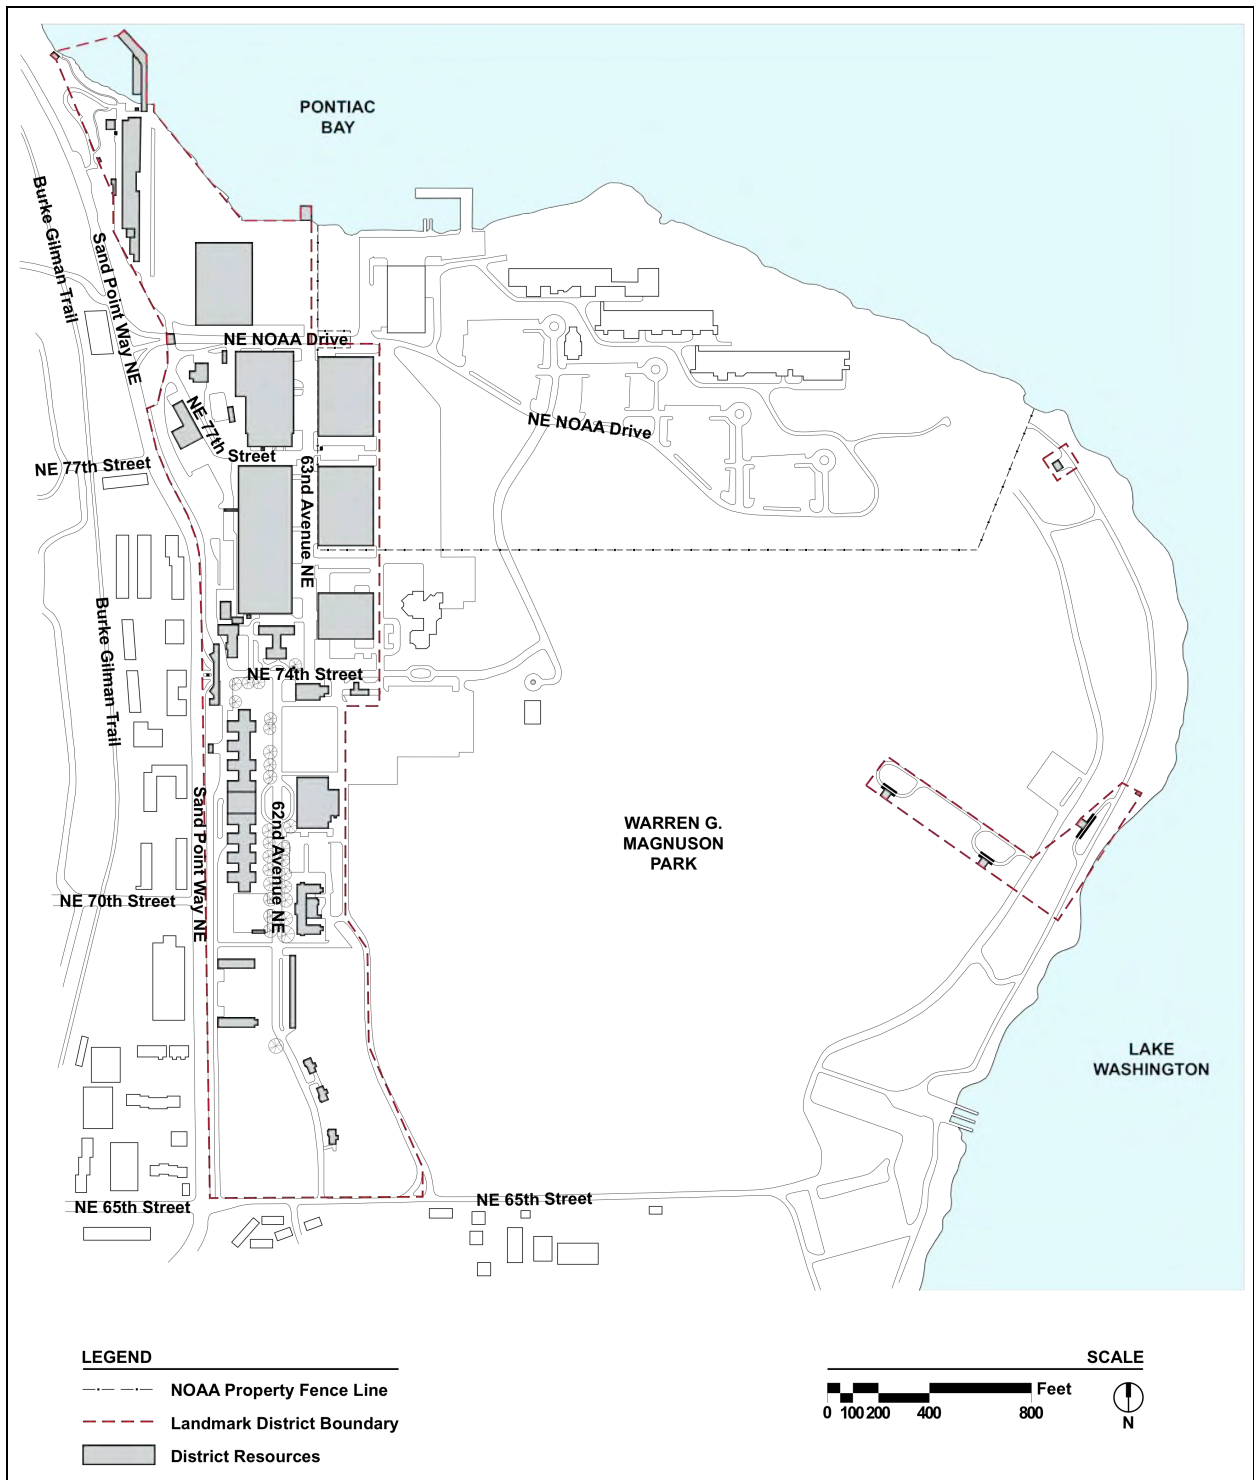 PONTIAC
BAY
Burke Gilman Trail
Sand Point Way NE
NE NOAA Drive
NE 77th
Street
NE NOAA Drive
NE 77th Street
63nd Avenue NE
Burke Gilman Trail
NE 74th Street
Sand Point Way NE
62nd Avenue NE
WARREN G.
MAGNUSON
PARK
NE 70th Street
LAKE
WASHINGTON
NE 65th Street
NE 65th Street
LEGEND
NOAA Property Fence Line
Landmark District Boundary
District Resources
SCALE
Feet
0 100 200 400 800
N